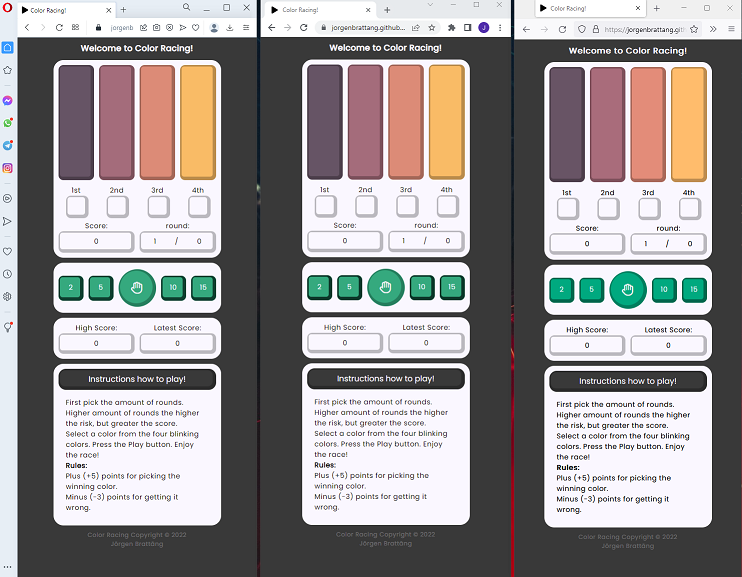 Color Racing!
jorgenb
Welcome to Color Racing!
1st 2nd 3rd 4th
Score: round:
0 1 / 0
2 5 10 15
High Score: Latest Score:
0 0
Instructions how to play!
First pick the amount of rounds.
Higher amount of rounds the higher
the risk, but greater the score.
Select a color from the four blinking
colors. Press the Play button. Enjoy
the race!
Rules:
Plus (+5) points for picking the
winning color.
Minus (-3) points for getting it
wrong.
Color Racing Copyright © 2022
Jörgen Brattäng
Color Racing!
jorgenbrattang.github...
J
Welcome to Color Racing!
1st 2nd 3rd 4th
Score: round:
0 1 / 0
2 5 10 15
High Score: Latest Score:
0 0
Instructions how to play!
First pick the amount of rounds.
Higher amount of rounds the higher
the risk, but greater the score.
Select a color from the four blinking
colors. Press the Play button. Enjoy
the race!
Rules:
Plus (+5) points for picking the
winning color.
Minus (-3) points for getting it
wrong.
Color Racing Copyright © 2022
Jörgen Brattäng
Color Racing!
https://jorgenbrattang.git
Welcome to Color Racing!
1st 2nd 3rd 4th
Score: round:
0 1 / 0
2 5 10 15
High Score: Latest Score:
0 0
Instructions how to play!
First pick the amount of rounds.
Higher amount of rounds the higher
the risk, but greater the score.
Select a color from the four blinking
colors. Press the Play button. Enjoy
the race!
Rules:
Plus (+5) points for picking the
winning color.
Minus (-3) points for getting it
wrong.
Color Racing Copyright © 2022
Jörgen Brattäng